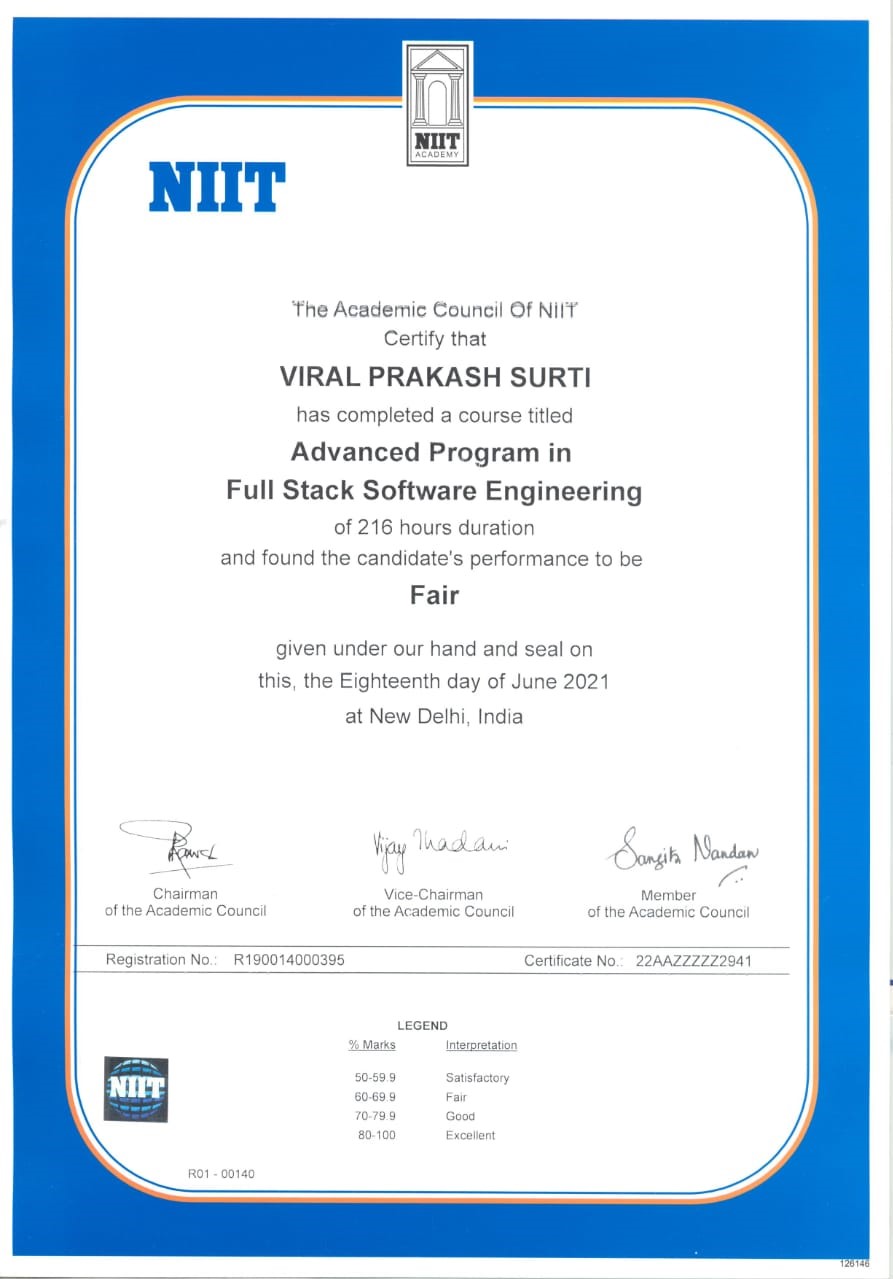 NIIT
ACADEMY
NIIT
The Academic Council Of NIIT
Certify that
VIRAL PRAKASH SURTI
has completed a course titled
Advanced Program in
Full Stack Software Engineering
of 216 hours duration
and found the candidate's performance to be
Fair
given under our hand and seal on
this, the Eighteenth day of June 2021
at New Delhi, India
Vijay Thadani
Sangita Nandan
Chairman
of the Academic Council
Vice-Chairman
of the Academic Council
Member
of the Academic Council
Registration No.: R190014000395
Certificate No.: 22AAZZZZZ2941
LEGEND
% Marks Interpretation
50-59.9 Satisfactory
60-69.9 Fair
70-79.9 Good
80-100 Excellent
NIIT
R01 - 00140
126146